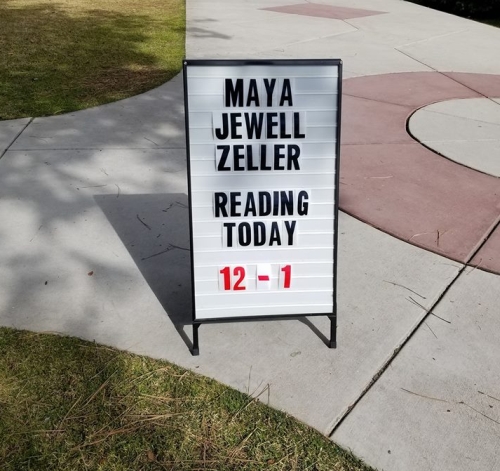 MAYA
JEWELL
ZELLER
READING
TODAY
12 - 1